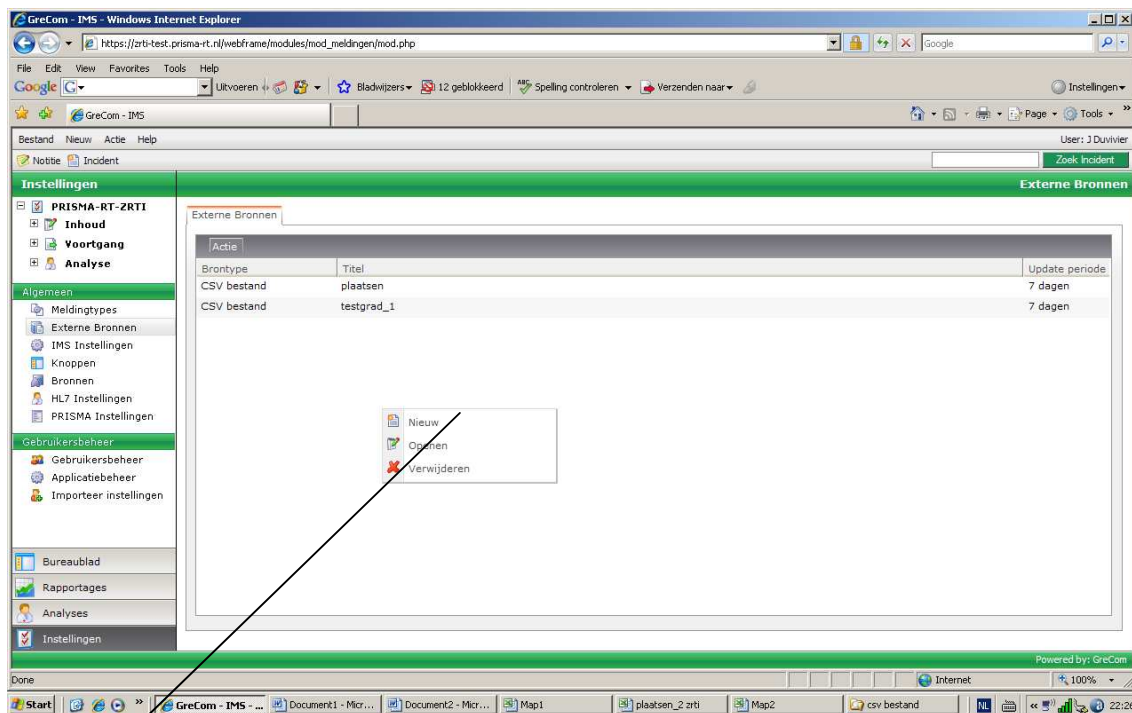 GreCom - IMS - Windows Internet Explorer
https://zrti-test.prisma-rt.nl/webframe/modules/mod_meldingen/mod.php
Google
File Edit View Favorites Tools Help
Google G Uitvoeren Bladwijzers 12 geblokkeerd ABC Spelling controleren Verzenden naar Instellingen
GreCom - IMS Page Tools »
Bestand Nieuw Actie Help User: J Duvivier
Notitie Incident Zoek Incident
Instellingen Externe Bronnen
PRISMA-RT-ZRTI
Inhoud
Voortgang
Analyse
Algemeen
Meldingtypes
Externe Bronnen
IMS Instellingen
Knoppen
Bronnen
HL7 Instellingen
PRISMA Instellingen
Gebruikersbeheer
Gebruikersbeheer
Applicatiebeheer
Importeer instellingen
Bureaublad
Rapportages
Analyses
Instellingen
Externe Bronnen
Actie
Brontype Titel Update periode
CSV bestand plaatsen 7 dagen
CSV bestand testgrad_1 7 dagen
Nieuw
Openen
Verwijderen
Powered by: GreCom
Done Internet 100%
Start » GreCom - IMS - ... Document1 - Micr... Document2 - Micr... Map1 plaatsen_2 zrti Map2 csv bestand NL « 22:26